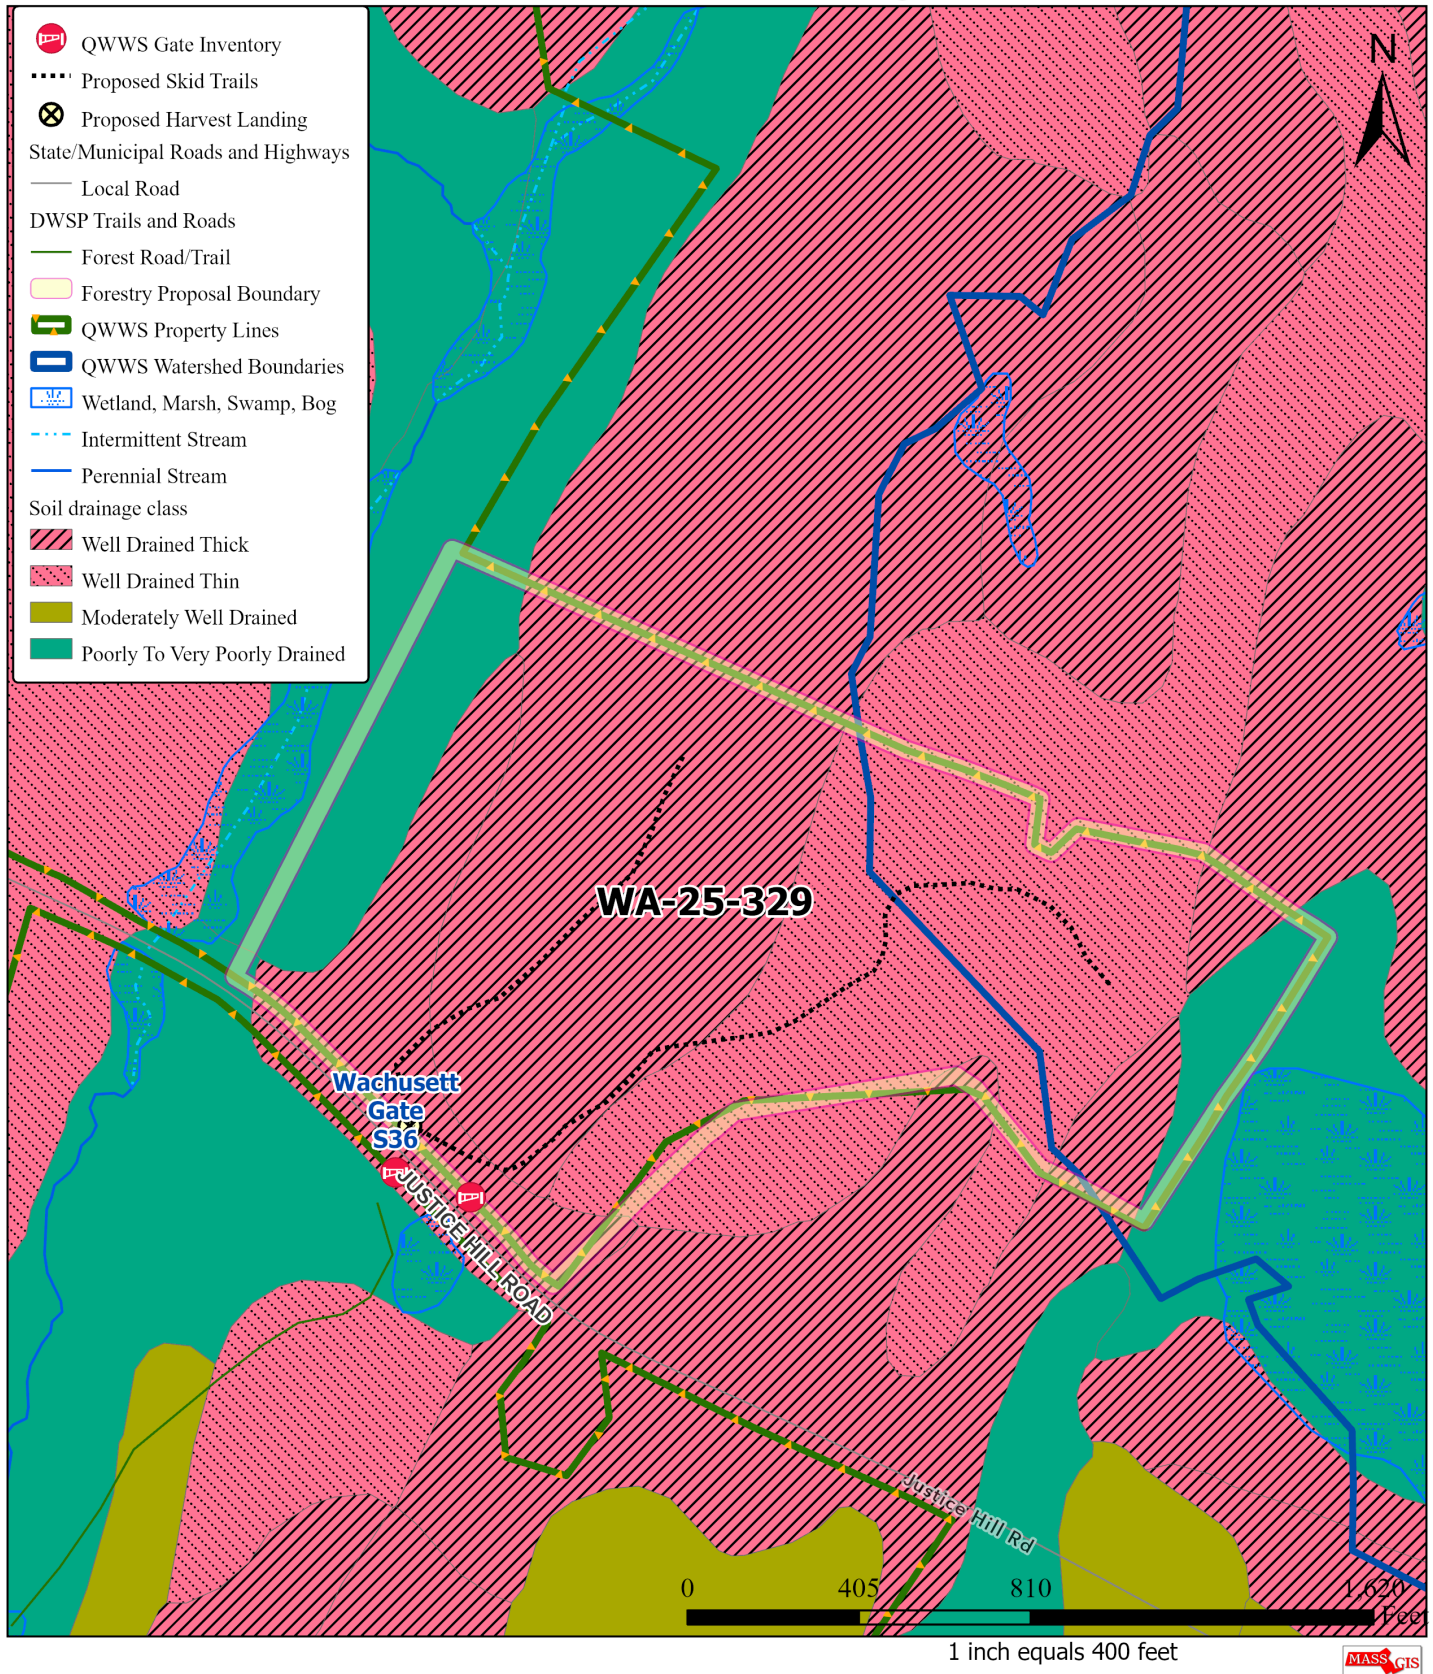 QWWS Gate Inventory
Proposed Skid Trails
Proposed Harvest Landing
State/Municipal Roads and Highways
Local Road
DWSP Trails and Roads
Forest Road/Trail
Forestry Proposal Boundary
QWWS Property Lines
QWWS Watershed Boundaries
Wetland, Marsh, Swamp, Bog
Intermittent Stream
Perennial Stream
Soil drainage class
Well Drained Thick
Well Drained Thin
Moderately Well Drained
Poorly To Very Poorly Drained
N
WA-25-329
Wachusett
Gate
S36
JUSTICE HILL ROAD
Justice Hill Rd
0 405 810 1,620
Feet
1 inch equals 400 feet
MASS GIS